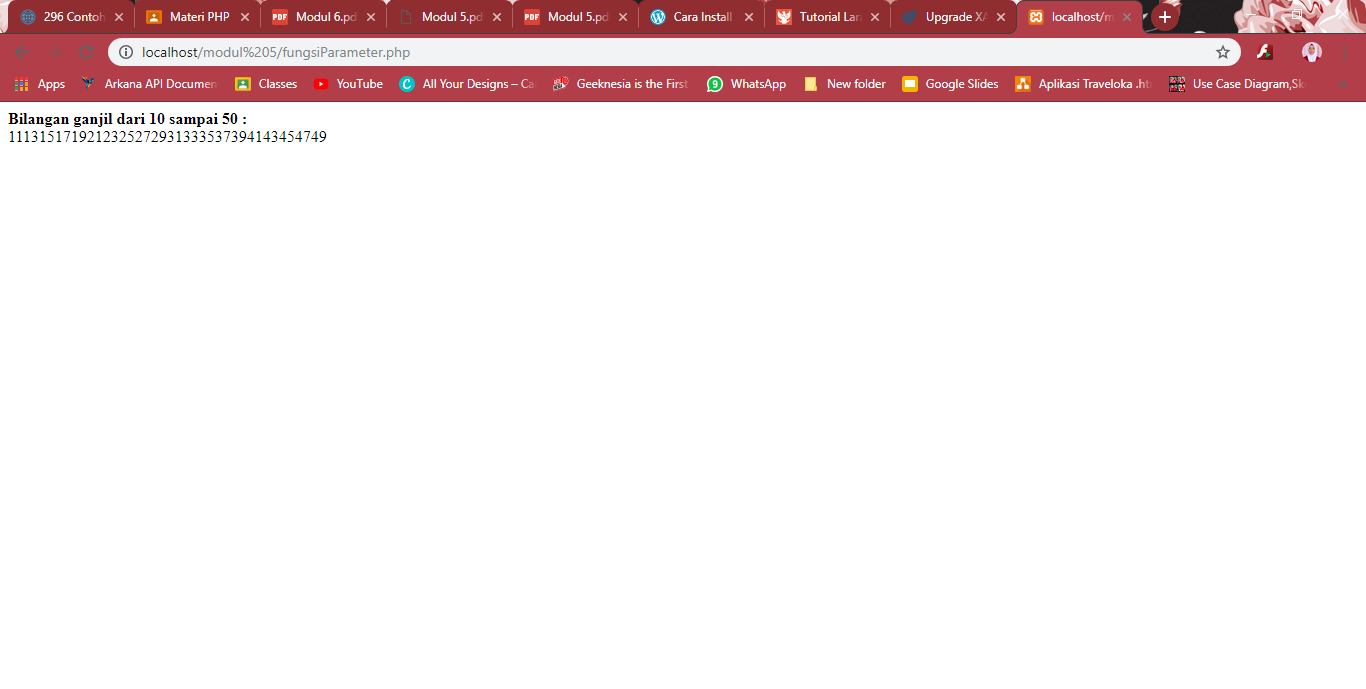 296 Contoh Materi PHP Modul 6.pd Modul 5.pd Modul 5.pd Cara Install Tutorial Lar Upgrade XA localhost/m
localhost/modul%205/fungsiParameter.php
Apps Arkana API Documen Classes YouTube All Your Designs – Ca Geeknesia is the First WhatsApp New folder Google Slides Aplikasi Traveloka .ht Use Case Diagram,Sk
Bilangan ganjil dari 10 sampai 50 :
1113151719212325272931333537394143454749